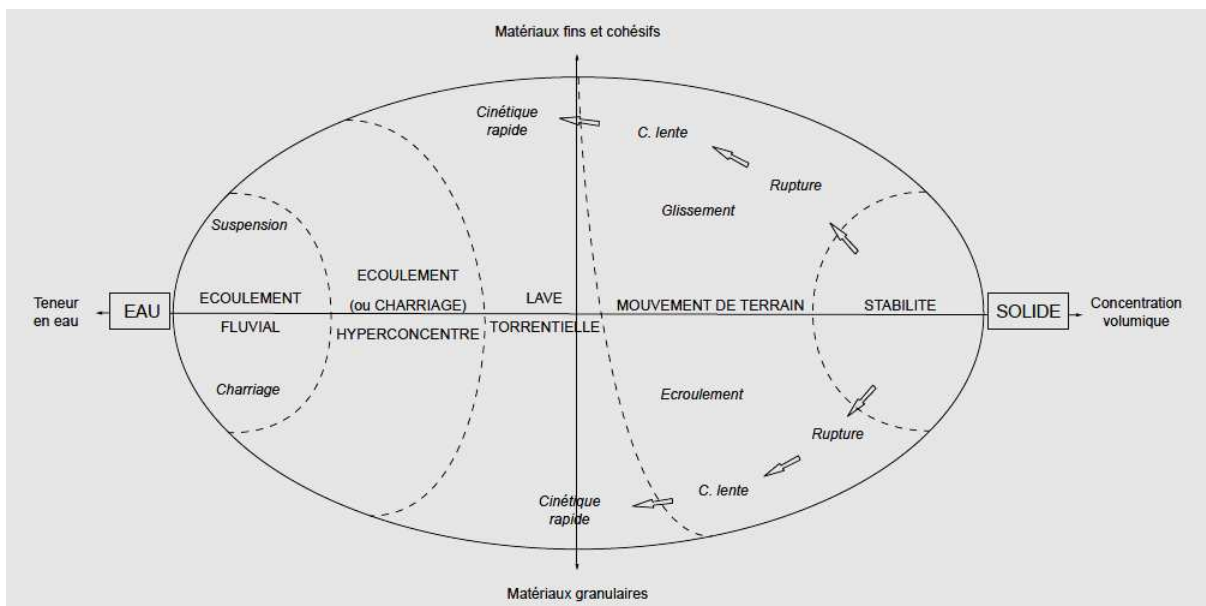 Matériaux fins et cohésifs
Cinétique
rapide
C. lente
Rupture
Glissement
Suspension
ECOULEMENT
(ou CHARRIAGE)
HYPERCONCENTRE
Teneur
en eau
EAU
ECOULEMENT
FLUVIAL
LAVE
TORRENTIELLE
MOUVEMENT DE TERRAIN
STABILITE
SOLIDE
Concentration
volumique
Charriage
Ecroulement
Rupture
C. lente
Cinétique
rapide
Matériaux granulaires